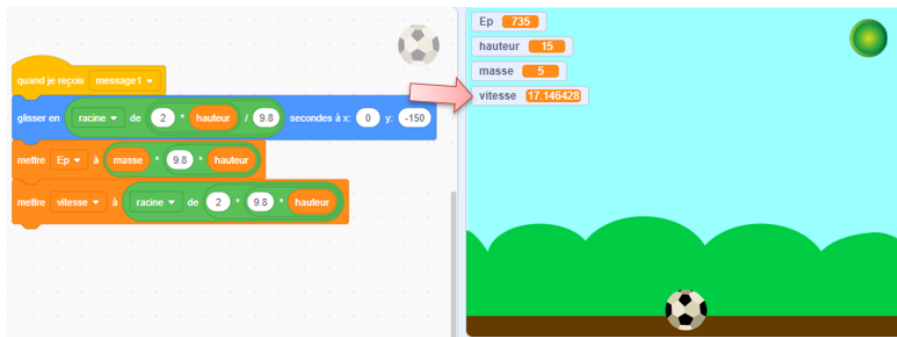 quand je reçois message1
glisser en racine de 2 * hauteur / 9.8 secondes à x: 0 y: -150
mettre Ep à masse * 9.8 * hauteur
mettre vitesse à racine de 2 * 9.8 * hauteur
Ep 735
hauteur 15
masse 5
vitesse 17.146428